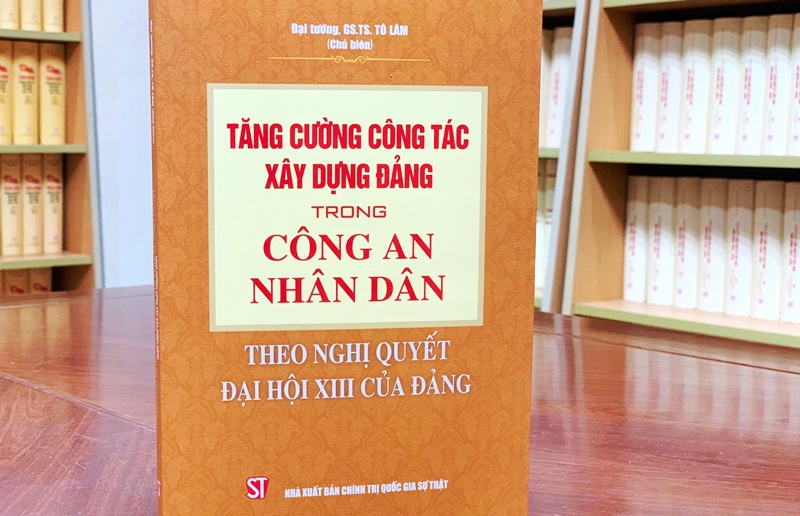 Đại tướng, GS.TS. TÔ LÂM
(Chủ biên)
TĂNG CƯỜNG CÔNG TÁC
XÂY DỰNG ĐẢNG
TRONG
CÔNG AN
NHÂN DÂN
THEO NGHỊ QUYẾT
ĐẠI HỘI XIII CỦA ĐẢNG
ST
NHÀ XUẤT BẢN CHÍNH TRỊ QUỐC GIA SỰ THẬT